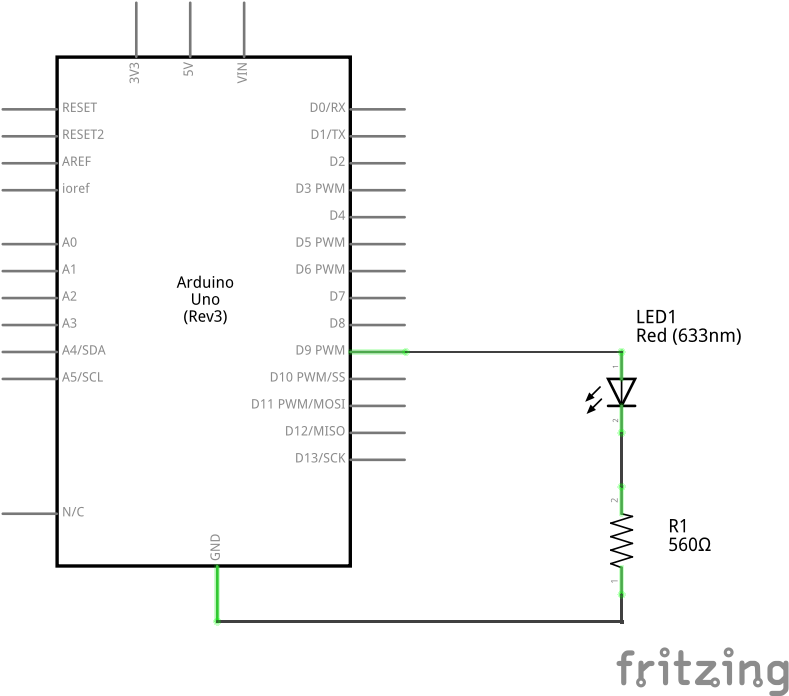 3V3
5V
VIN
RESET
D0/RX
RESET2
D1/TX
AREF
D2
ioref
D3 PWM
D4
A0
D5 PWM
A1
D6 PWM
A2
D7
A3
D8
A4/SDA
D9 PWM
A5/SCL
D10 PWM/SS
D11 PWM/MOSI
D12/MISO
D13/SCK
N/C
GND
Arduino
Uno
(Rev3)
LED1
Red (633nm)
1
2
2
R1
560Ω
1
fritzing